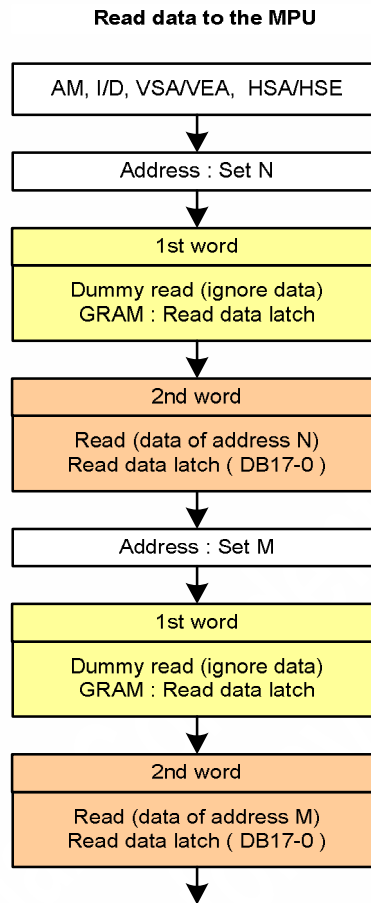 Read data to the MPU
AM, I/D, VSA/VEA, HSA/HSE
Address : Set N
1st word
Dummy read (ignore data)
GRAM : Read data latch
2nd word
Read (data of address N)
Read data latch ( DB17-0 )
Address : Set M
1st word
Dummy read (ignore data)
GRAM : Read data latch
2nd word
Read (data of address M)
Read data latch ( DB17-0 )